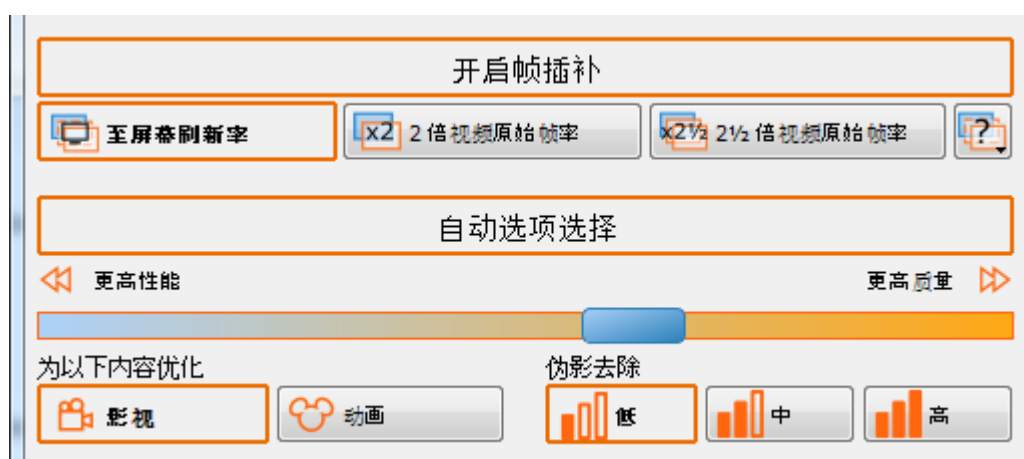 开启帧插补
至屏幕刷新率
x2 2 倍视频原始帧率
x2½ 2½ 倍视频原始帧率
?
自动选项选择
更高性能
更高质量
为以下内容优化
伪影去除
影视
动画
低
中
高